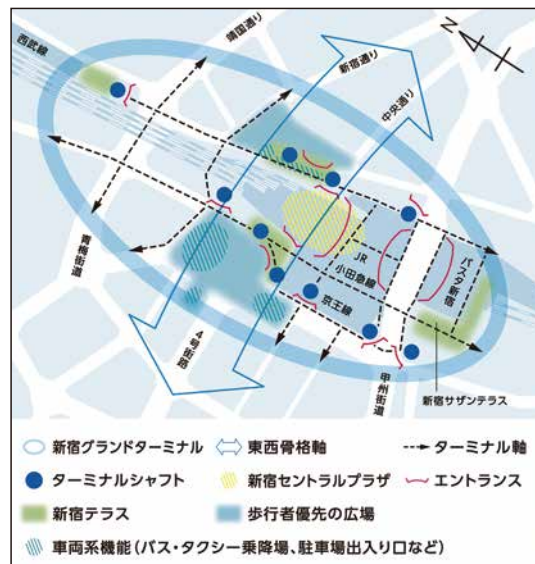 靖国通り
西武線
新宿通り
中央通り
N
青梅街道
4号街路
JR
小田急線
京王線
バスタ新宿
甲州街道
新宿サザンテラス
新宿グランドターミナル
東西骨格軸
ターミナル軸
ターミナルシャフト
新宿セントラルプラザ
エントランス
新宿テラス
歩行者優先の広場
車両系機能(バス・タクシー乗降場、駐車場出入り口など)